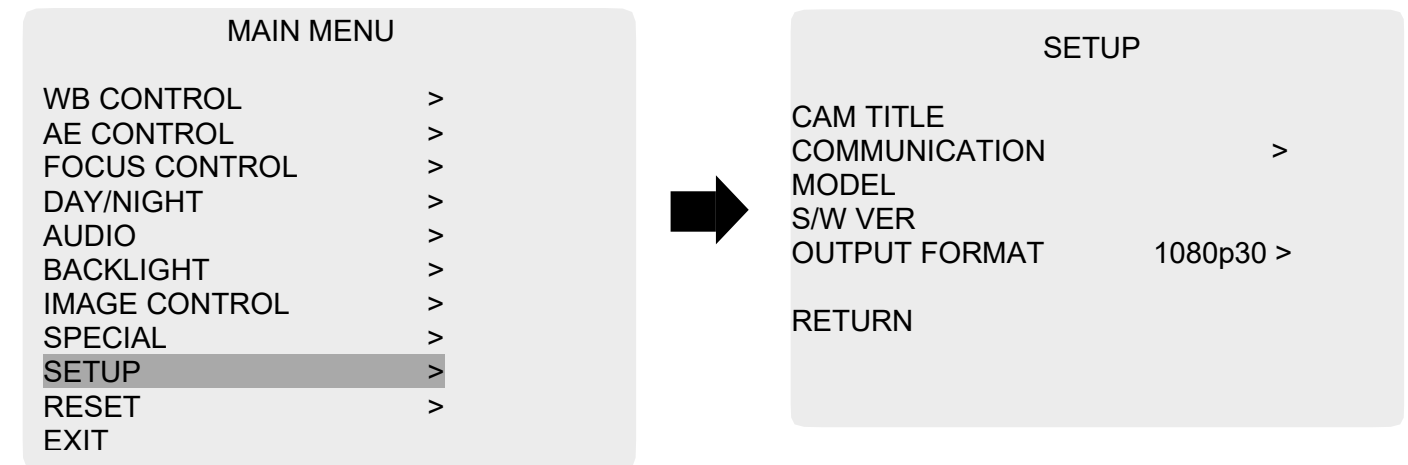 MAIN MENU
WB CONTROL >
AE CONTROL >
FOCUS CONTROL >
DAY/NIGHT >
AUDIO >
BACKLIGHT >
IMAGE CONTROL >
SPECIAL >
SETUP >
RESET >
EXIT
SETUP
CAM TITLE
COMMUNICATION >
MODEL
S/W VER
OUTPUT FORMAT 1080p30 >
RETURN